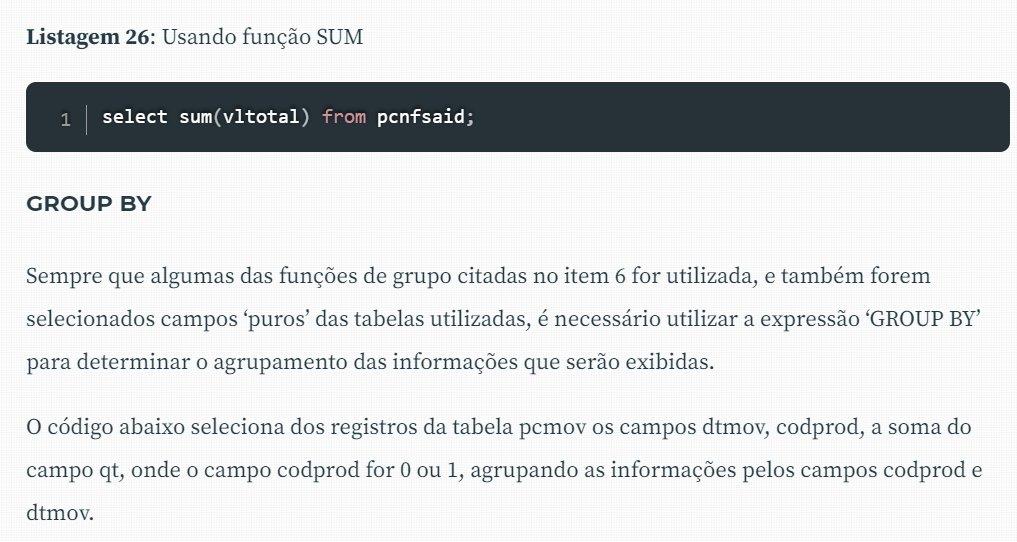 Listagem 26: Usando função SUM
1 select sum(vltotal) from pcnfsaid;
GROUP BY
Sempre que algumas das funções de grupo citadas no item 6 for utilizada, e também forem
selecionados campos ‘puros’ das tabelas utilizadas, é necessário utilizar a expressão ‘GROUP BY’
para determinar o agrupamento das informações que serão exibidas.
O código abaixo seleciona dos registros da tabela pcmov os campos dtmov, codprod, a soma do
campo qt, onde o campo codprod for 0 ou 1, agrupando as informações pelos campos codprod e
dtmov.